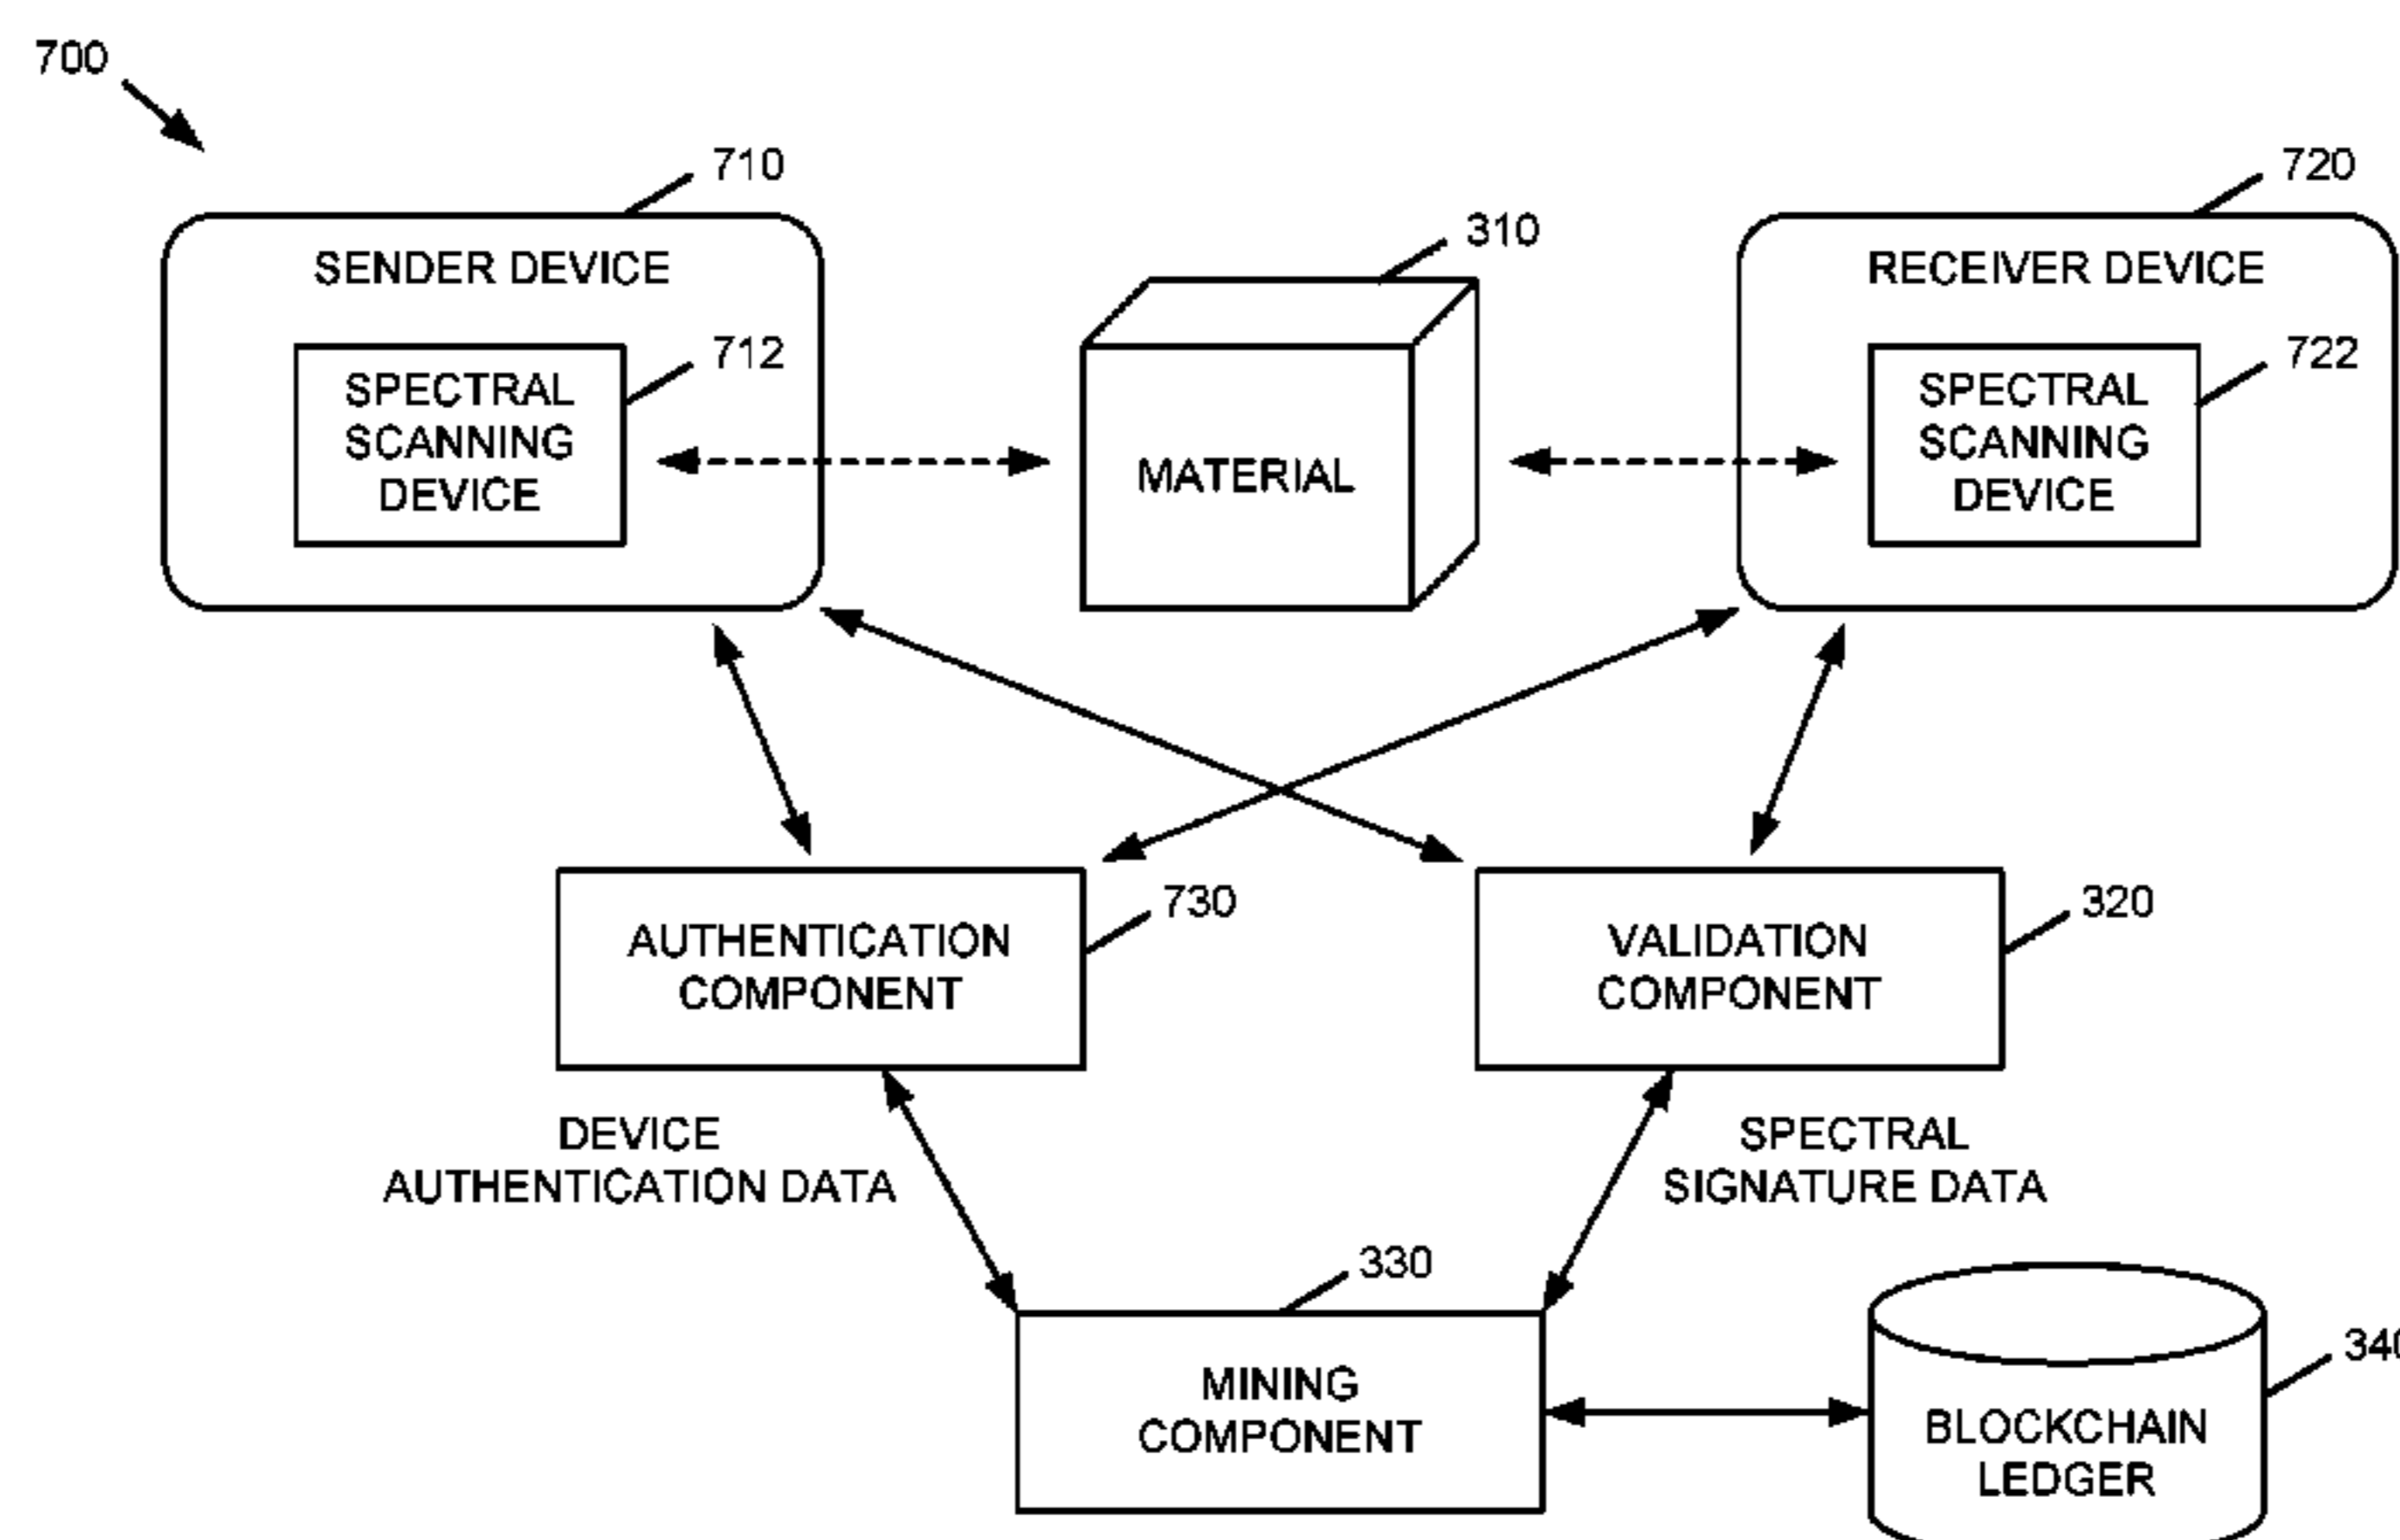 700
710
720
310
SENDER DEVICE
RECEIVER DEVICE
712
722
SPECTRAL
SCANNING
DEVICE
MATERIAL
SPECTRAL
SCANNING
DEVICE
730
320
AUTHENTICATION
COMPONENT
VALIDATION
COMPONENT
DEVICE
AUTHENTICATION DATA
SPECTRAL
SIGNATURE DATA
330
340
MINING
COMPONENT
BLOCKCHAIN
LEDGER